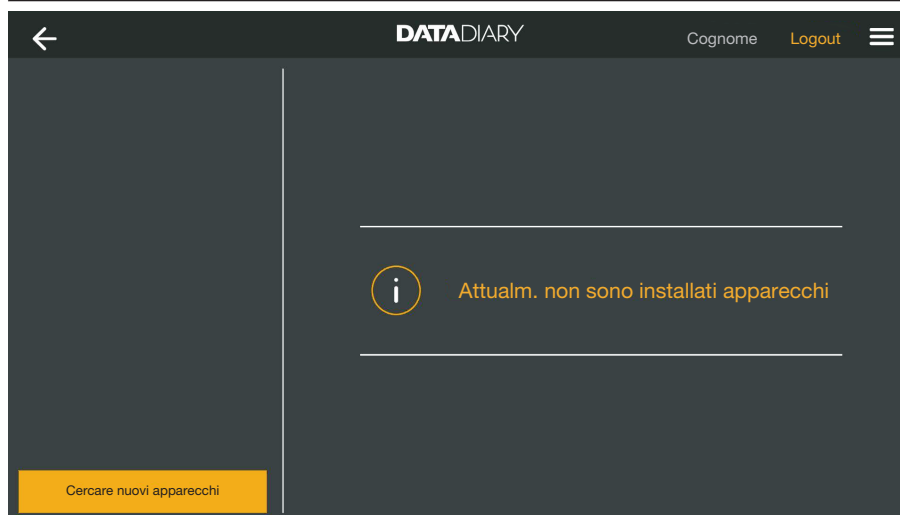 DATADIARY
Cognome
Logout
Attualm. non sono installati apparecchi
Cercare nuovi apparecchi